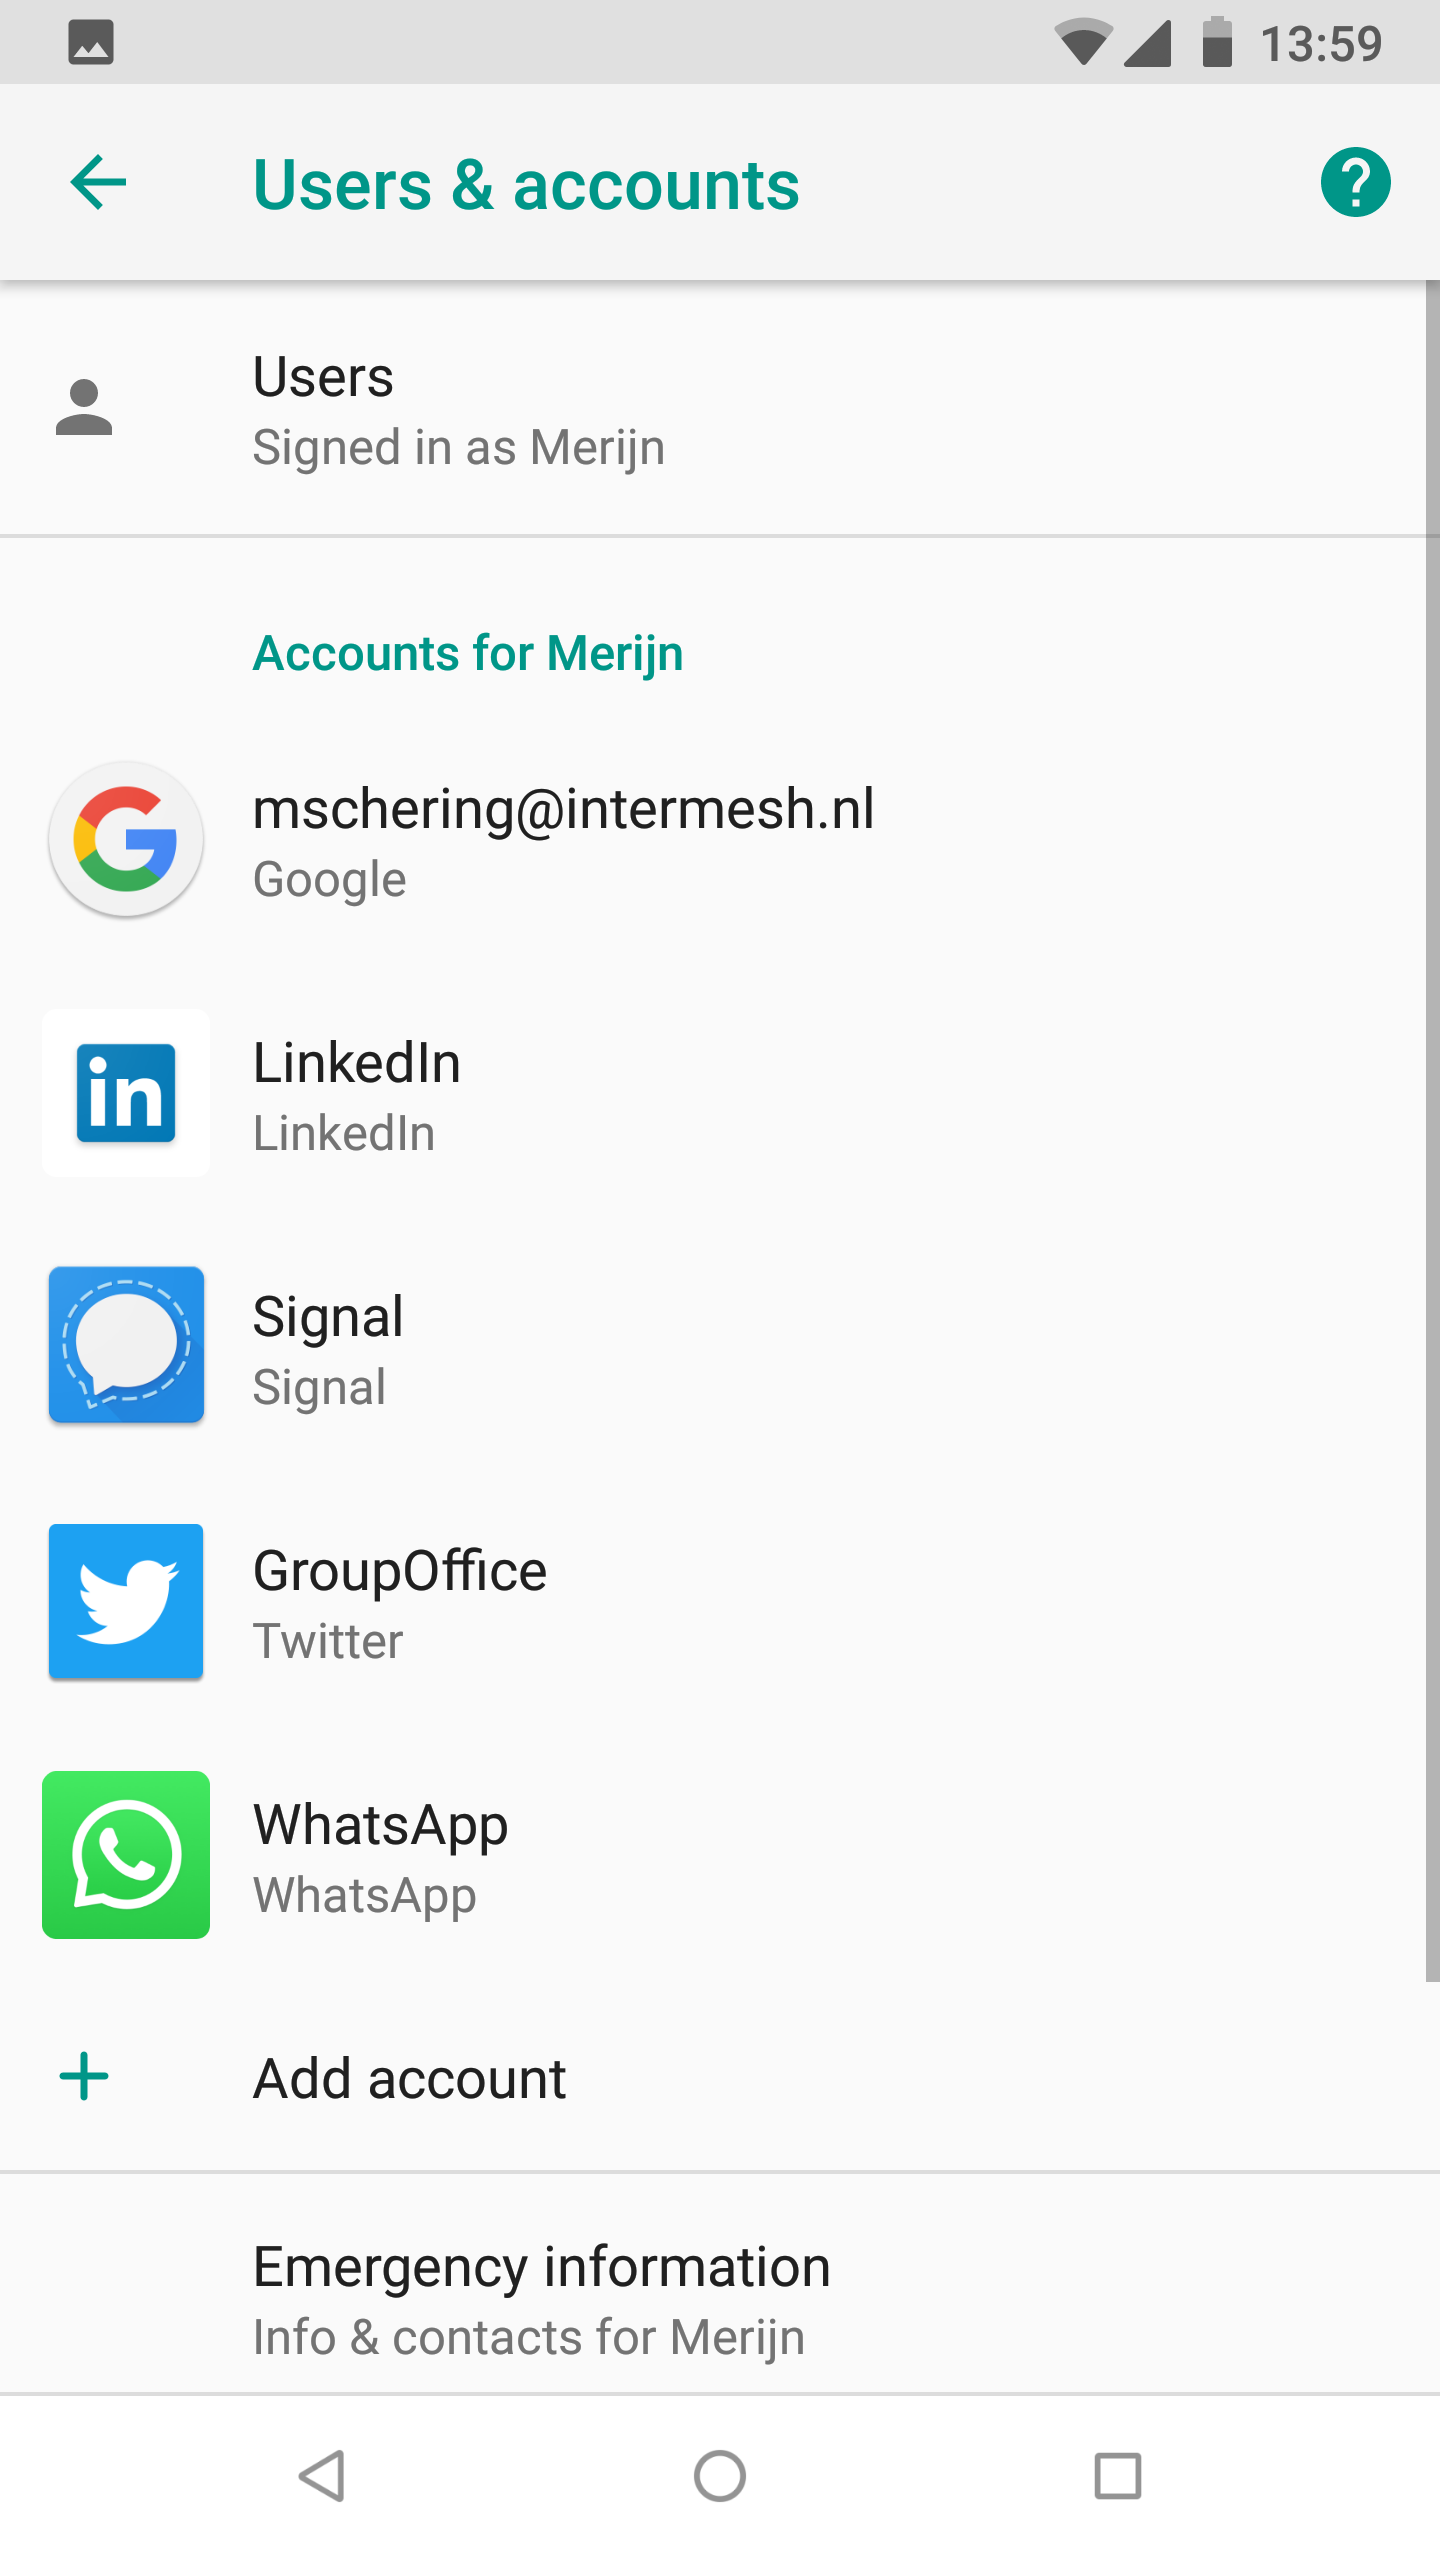 13:59
Users & accounts
Users
Signed in as Merijn
Accounts for Merijn
mschering@intermesh.nl
Google
LinkedIn
LinkedIn
Signal
Signal
GroupOffice
Twitter
WhatsApp
WhatsApp
Add account
Emergency information
Info & contacts for Merijn